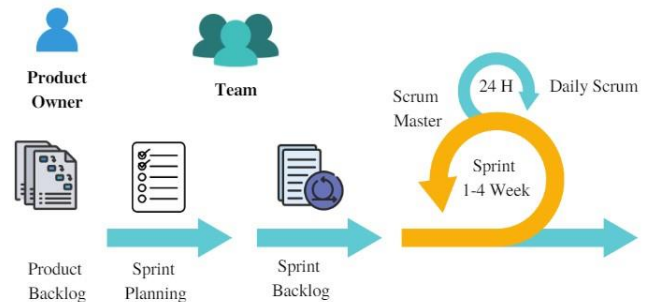 Product
Owner
Team
24 H
Daily Scrum
Scrum
Master
Sprint
1-4 Week
Product
Backlog
Sprint
Planning
Sprint
Backlog